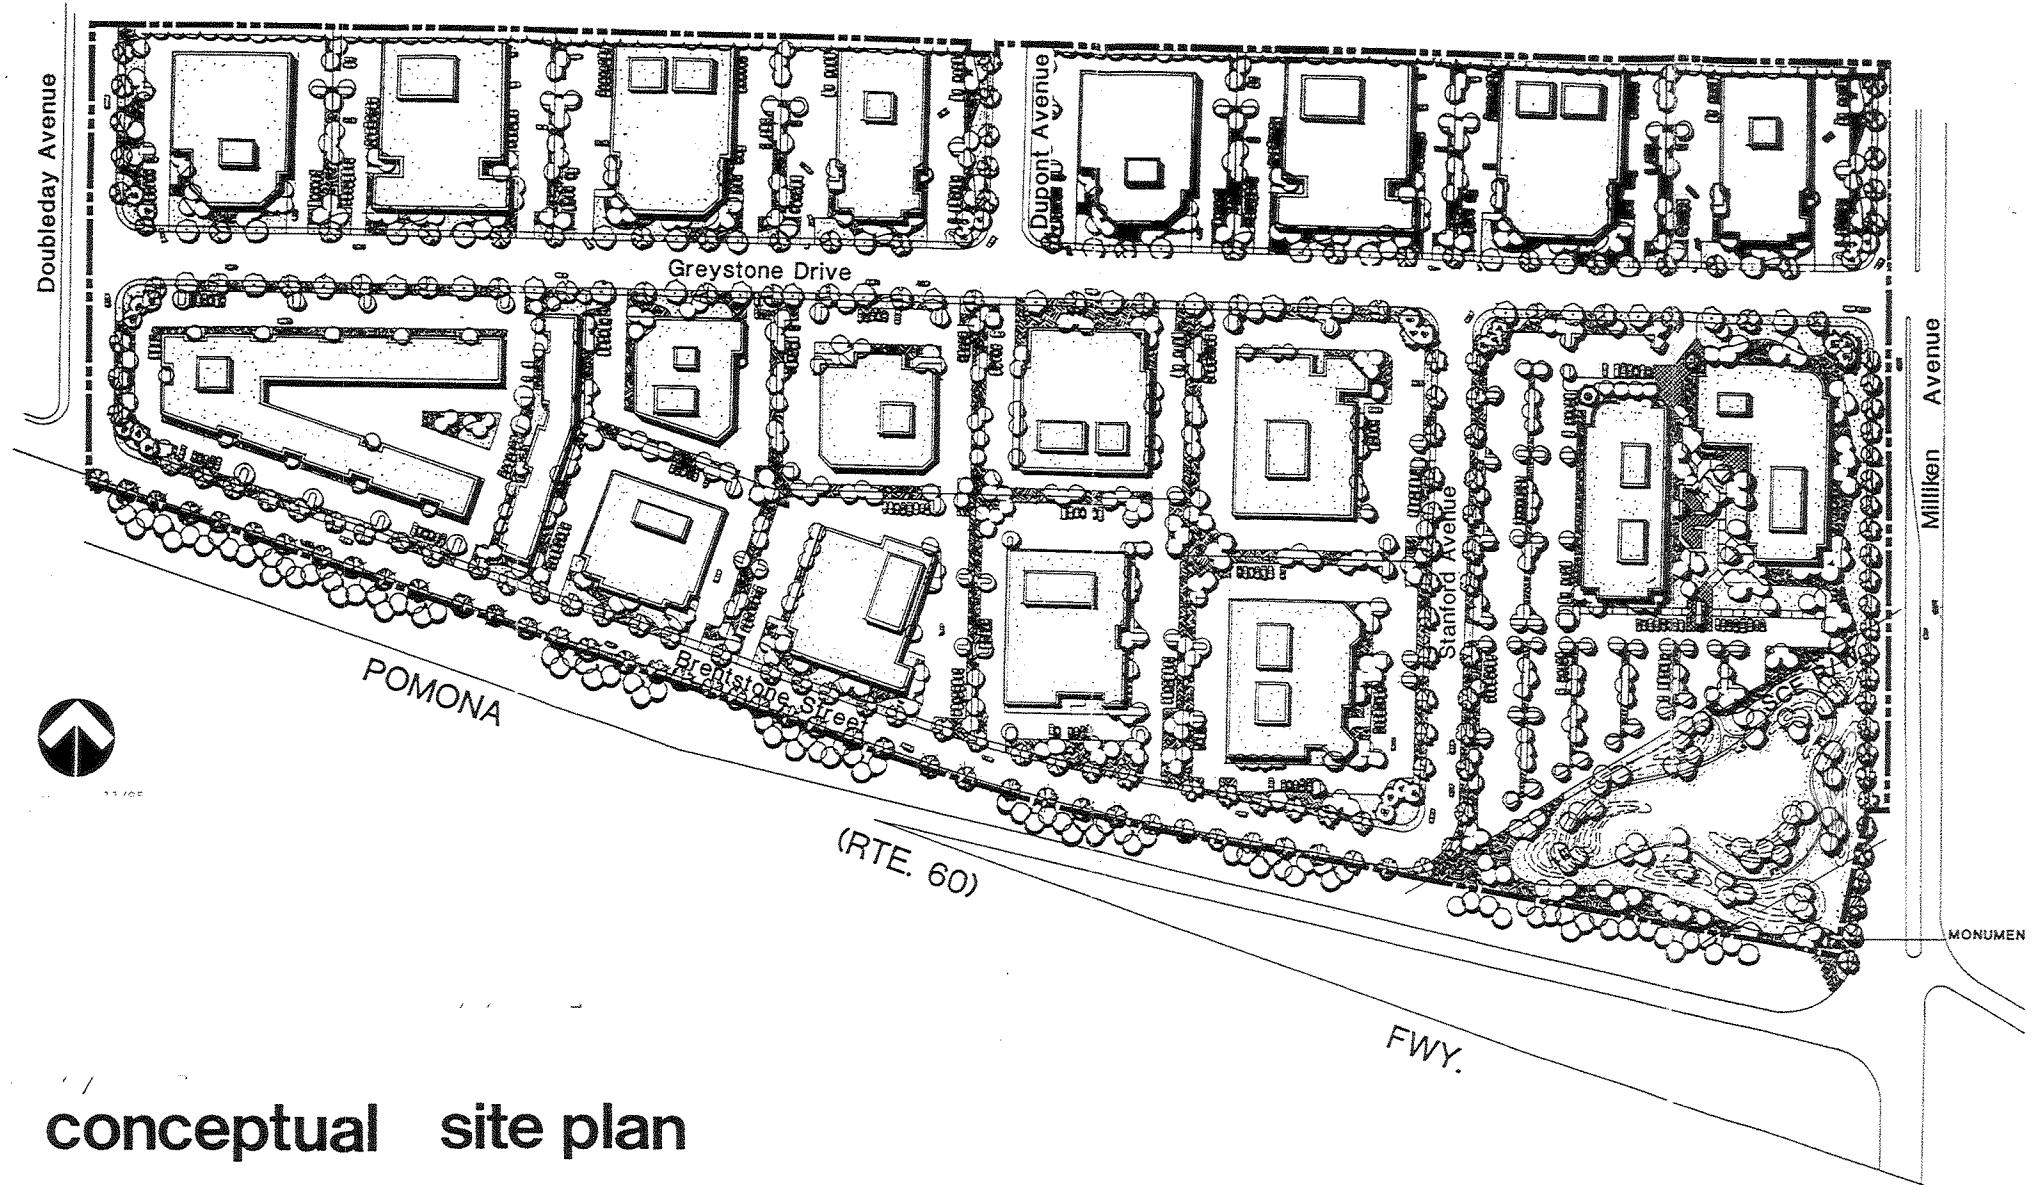 Doubleday Avenue
Dupont Avenue
Greystone Drive
Milliken Avenue
Stanford Avenue
SCE
Brentstone Street
POMONA
(RTE. 60)
FWY.
MONUMEN
conceptual site plan